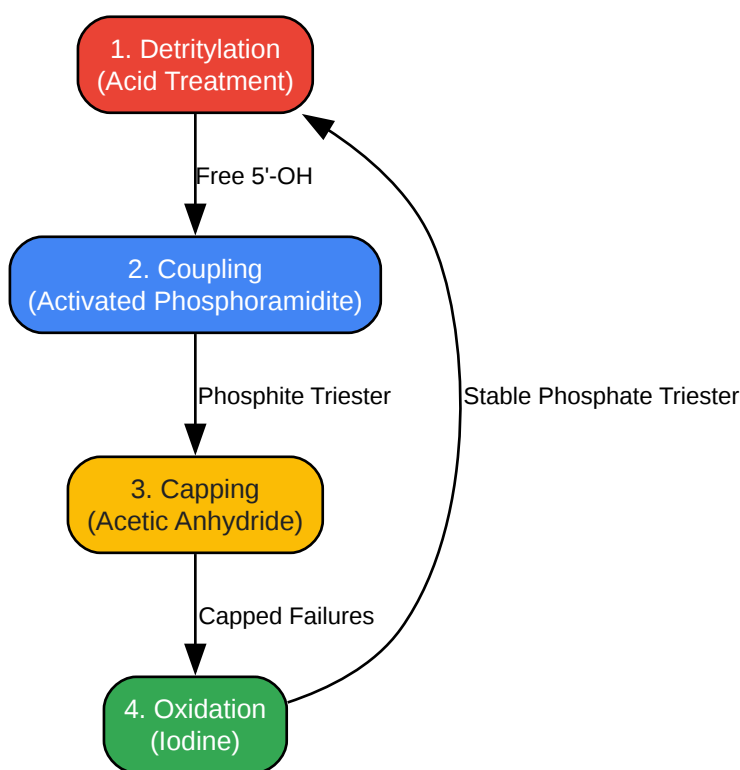 1. Detritylation
(Acid Treatment)
Free 5'-OH
2. Coupling
(Activated Phosphoramidite)
Phosphite Triester
Stable Phosphate Triester
3. Capping
(Acetic Anhydride)
Capped Failures
4. Oxidation
(Iodine)